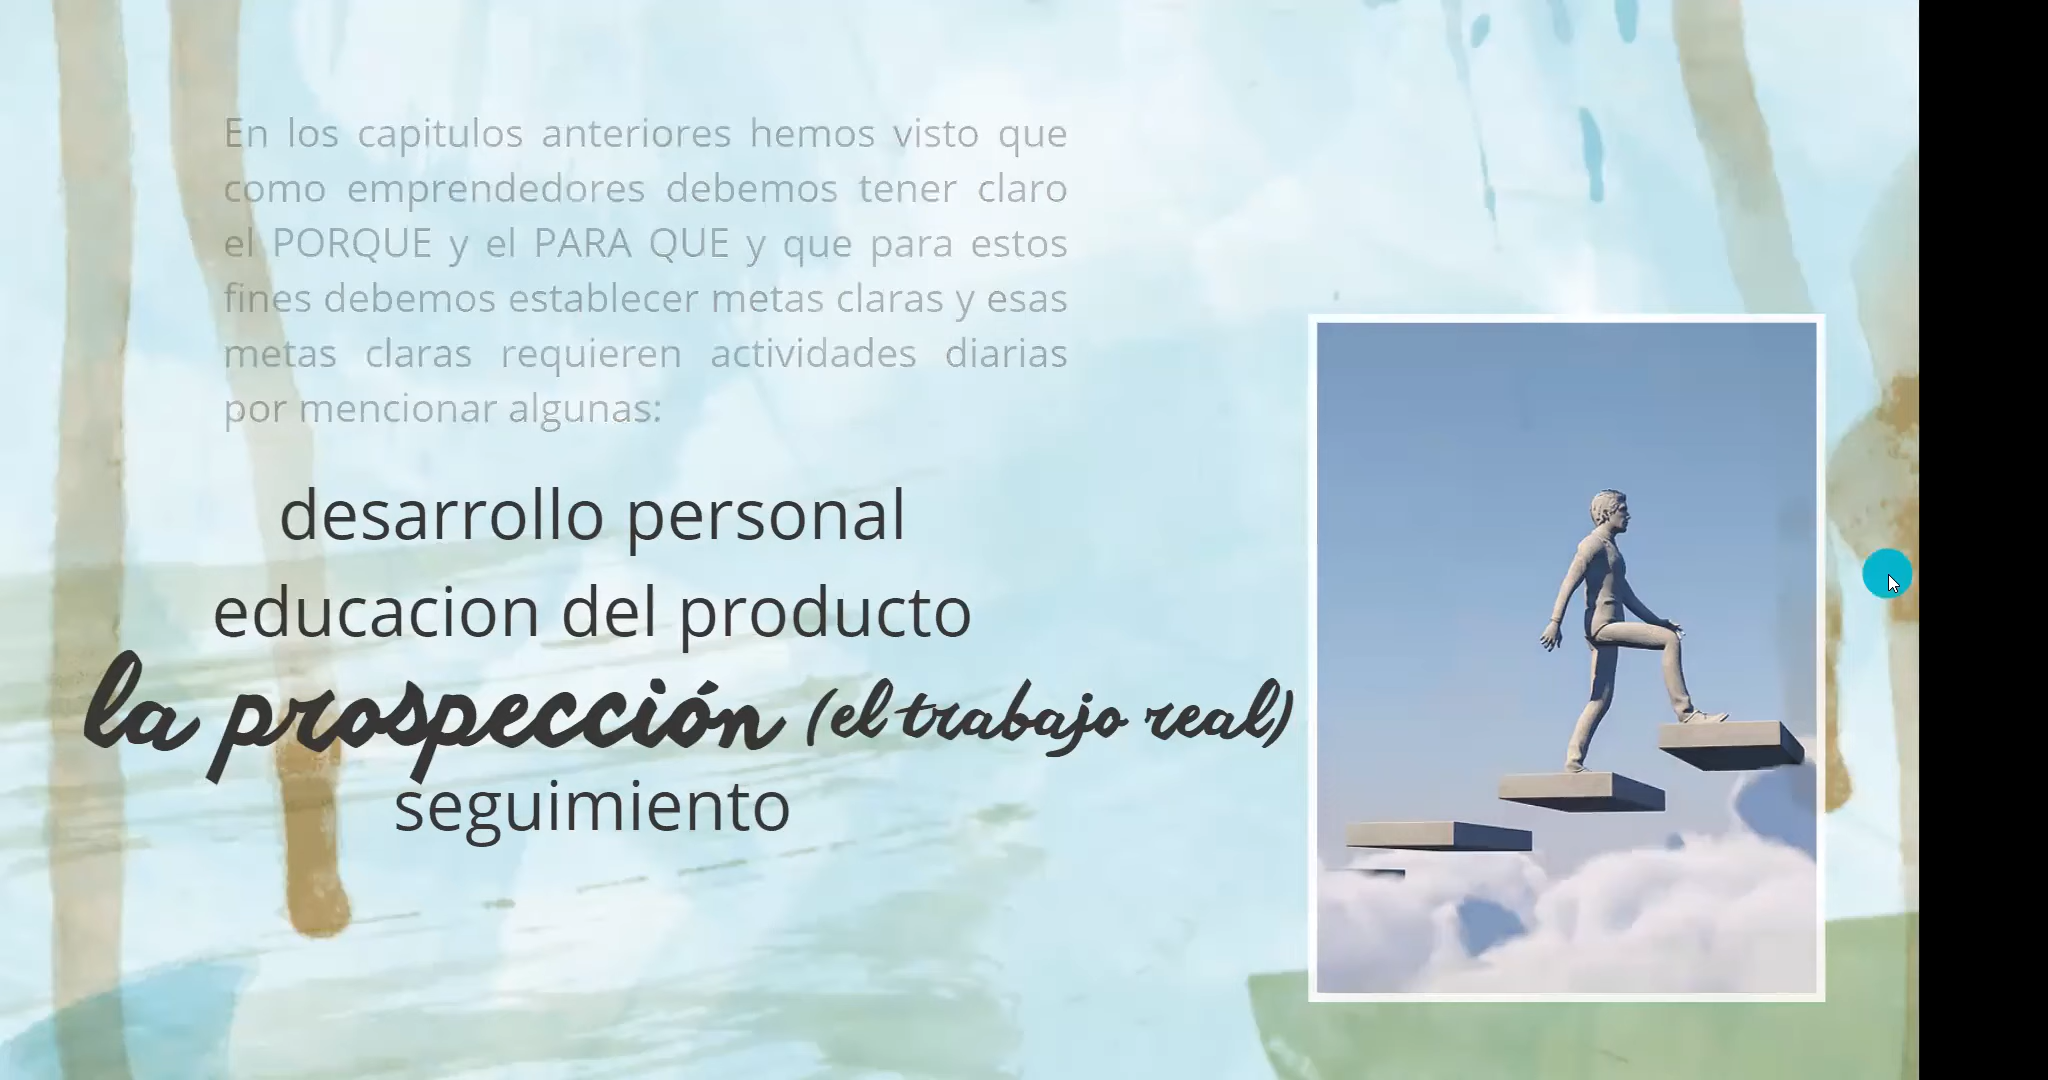 En los capitulos anteriores hemos visto que
como emprendedores debemos tener claro
el PORQUE y el PARA QUE y que para estos
fines debemos establecer metas claras y esas
metas claras requieren actividades diarias
por mencionar algunas:
desarrollo personal
educacion del producto
la prospección (el trabajo real)
seguimiento